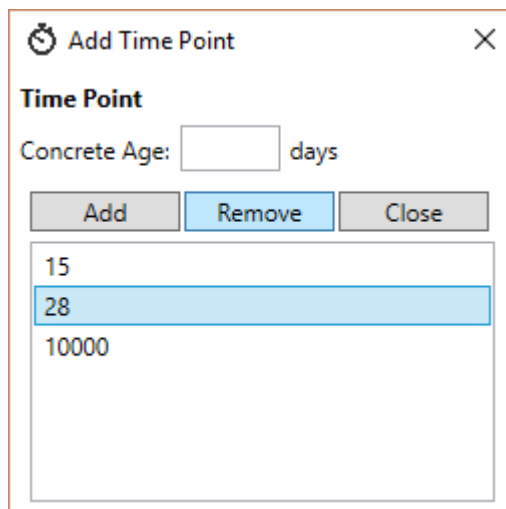 Add Time Point
Time Point
Concrete Age: days
Add Remove Close
15
28
10000